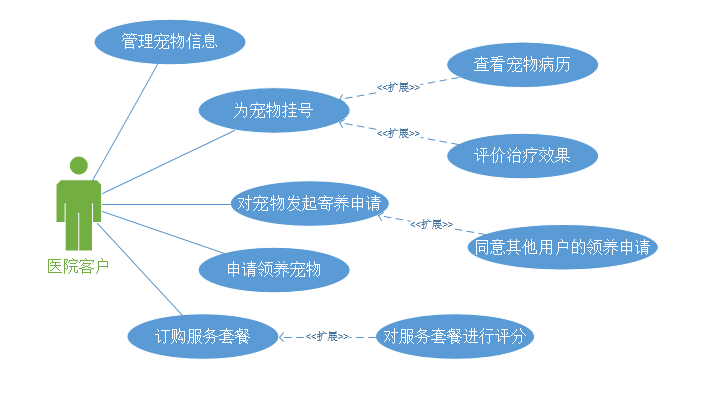 管理宠物信息
查看宠物病历
<<扩展>>
为宠物挂号
<<扩展>>
评价治疗效果
对宠物发起寄养申请
<<扩展>>
同意其他用户的领养申请
医院客户
申请领养宠物
订购服务套餐
<<扩展>>
对服务套餐进行评分